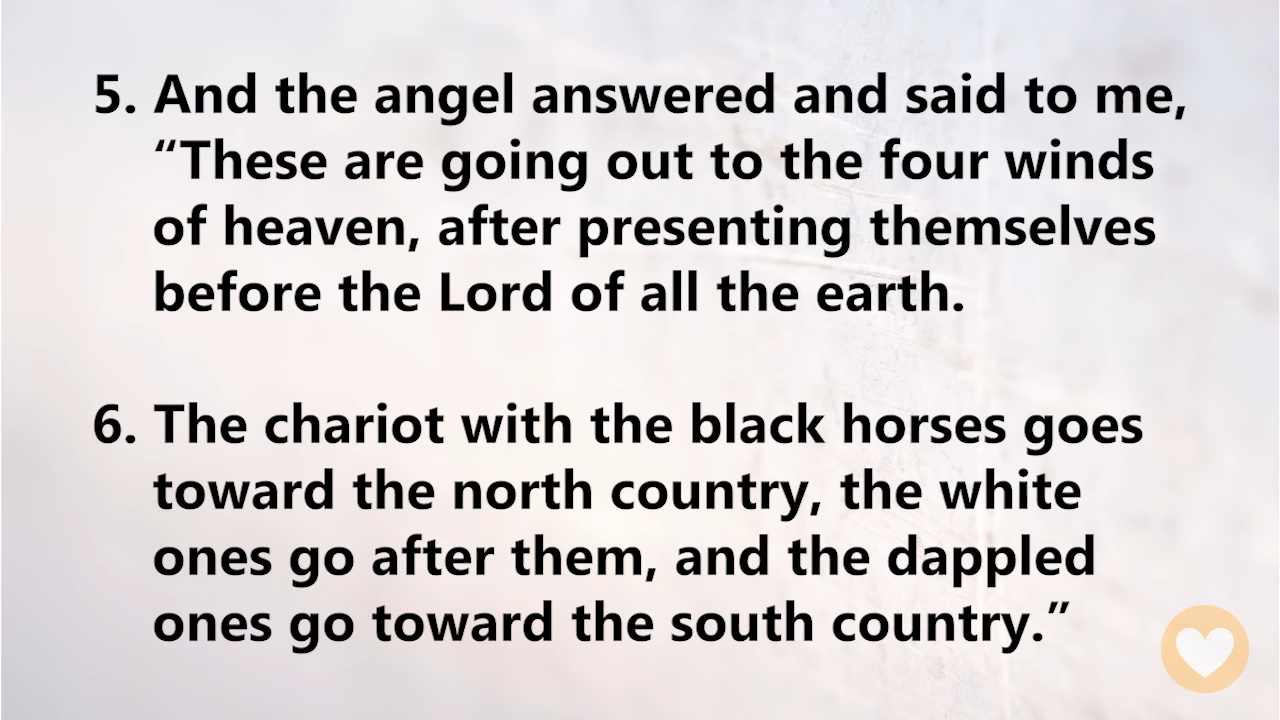 5. And the angel answered and said to me,
“These are going out to the four winds
of heaven, after presenting themselves
before the Lord of all the earth.
6. The chariot with the black horses goes
toward the north country, the white
ones go after them, and the dappled
ones go toward the south country.”